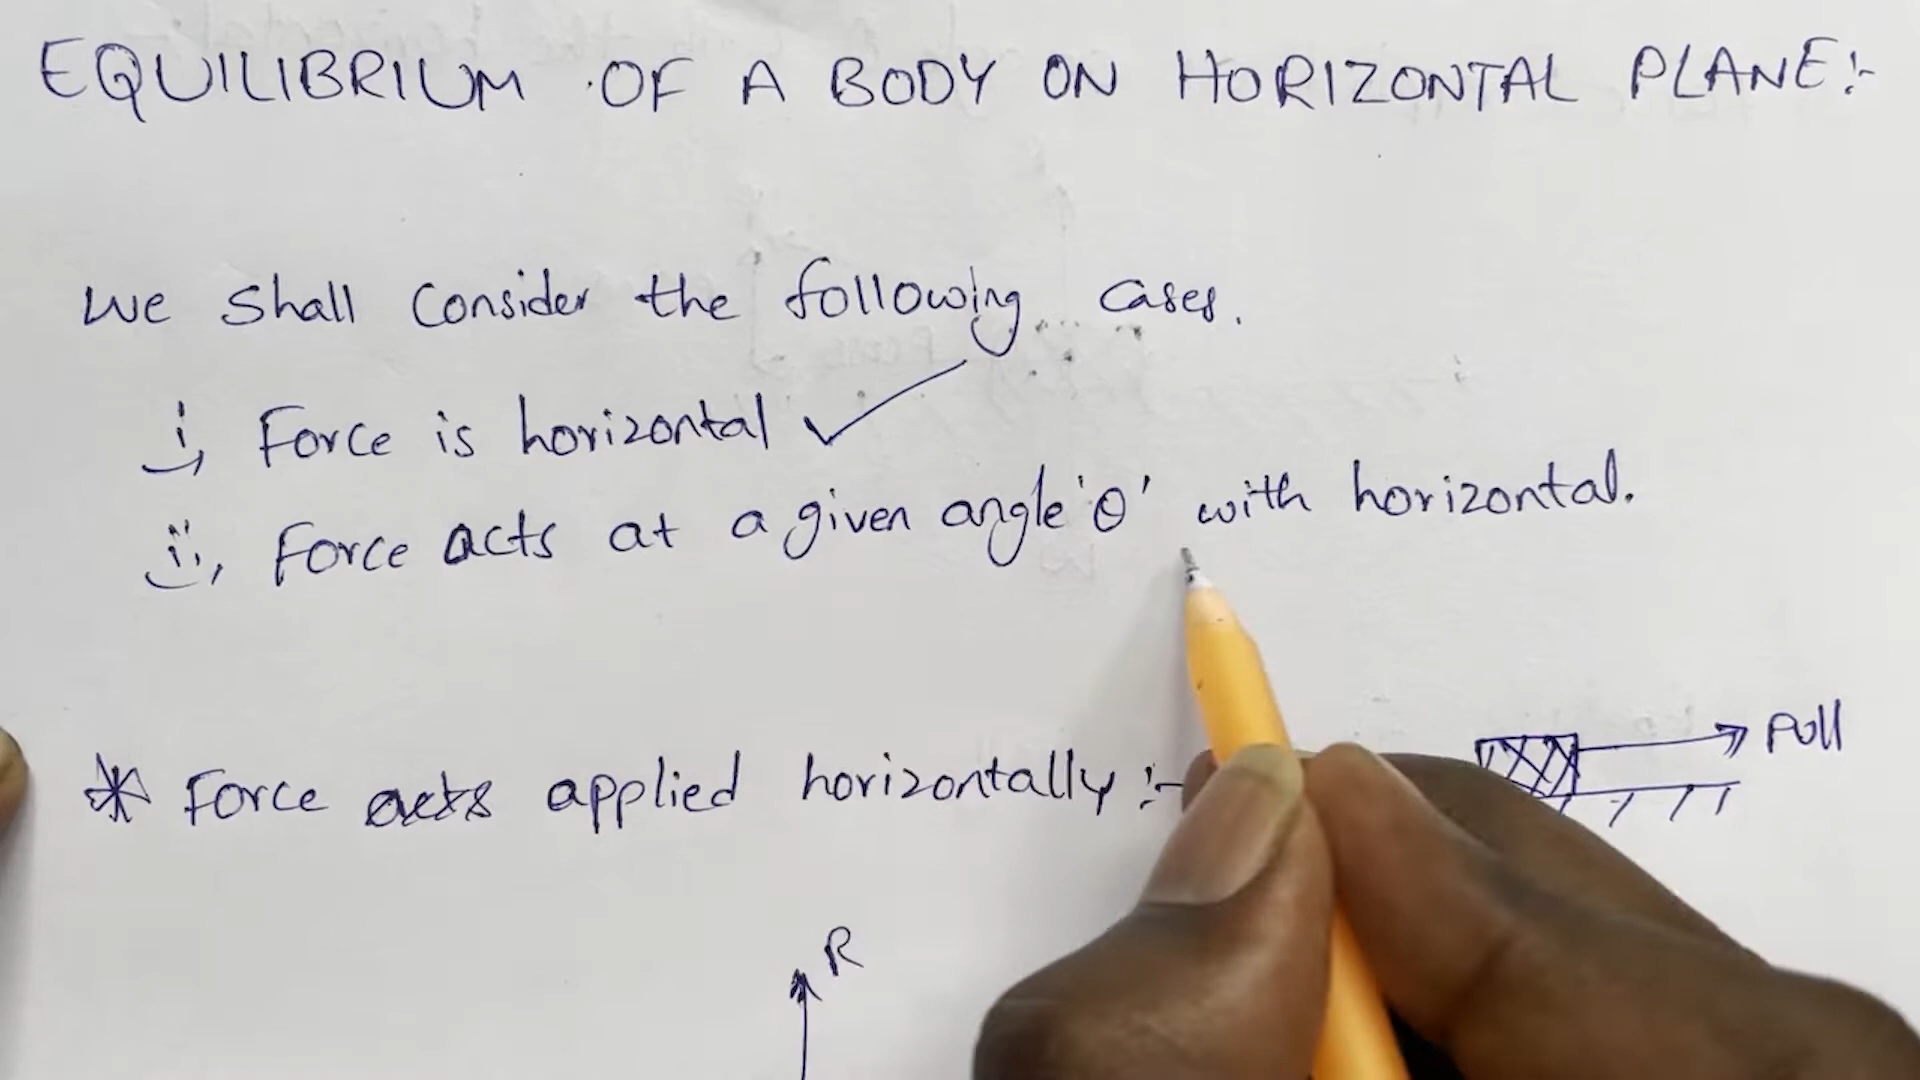 EQUILIBRIUM OF A BODY ON HORIZONTAL PLANE:-
We shall consider the following cases.
i, Force is horizontal ✓
ii, Force acts at a given angle 'θ' with horizontal.
Pull
* Force acts applied horizontally :-
R